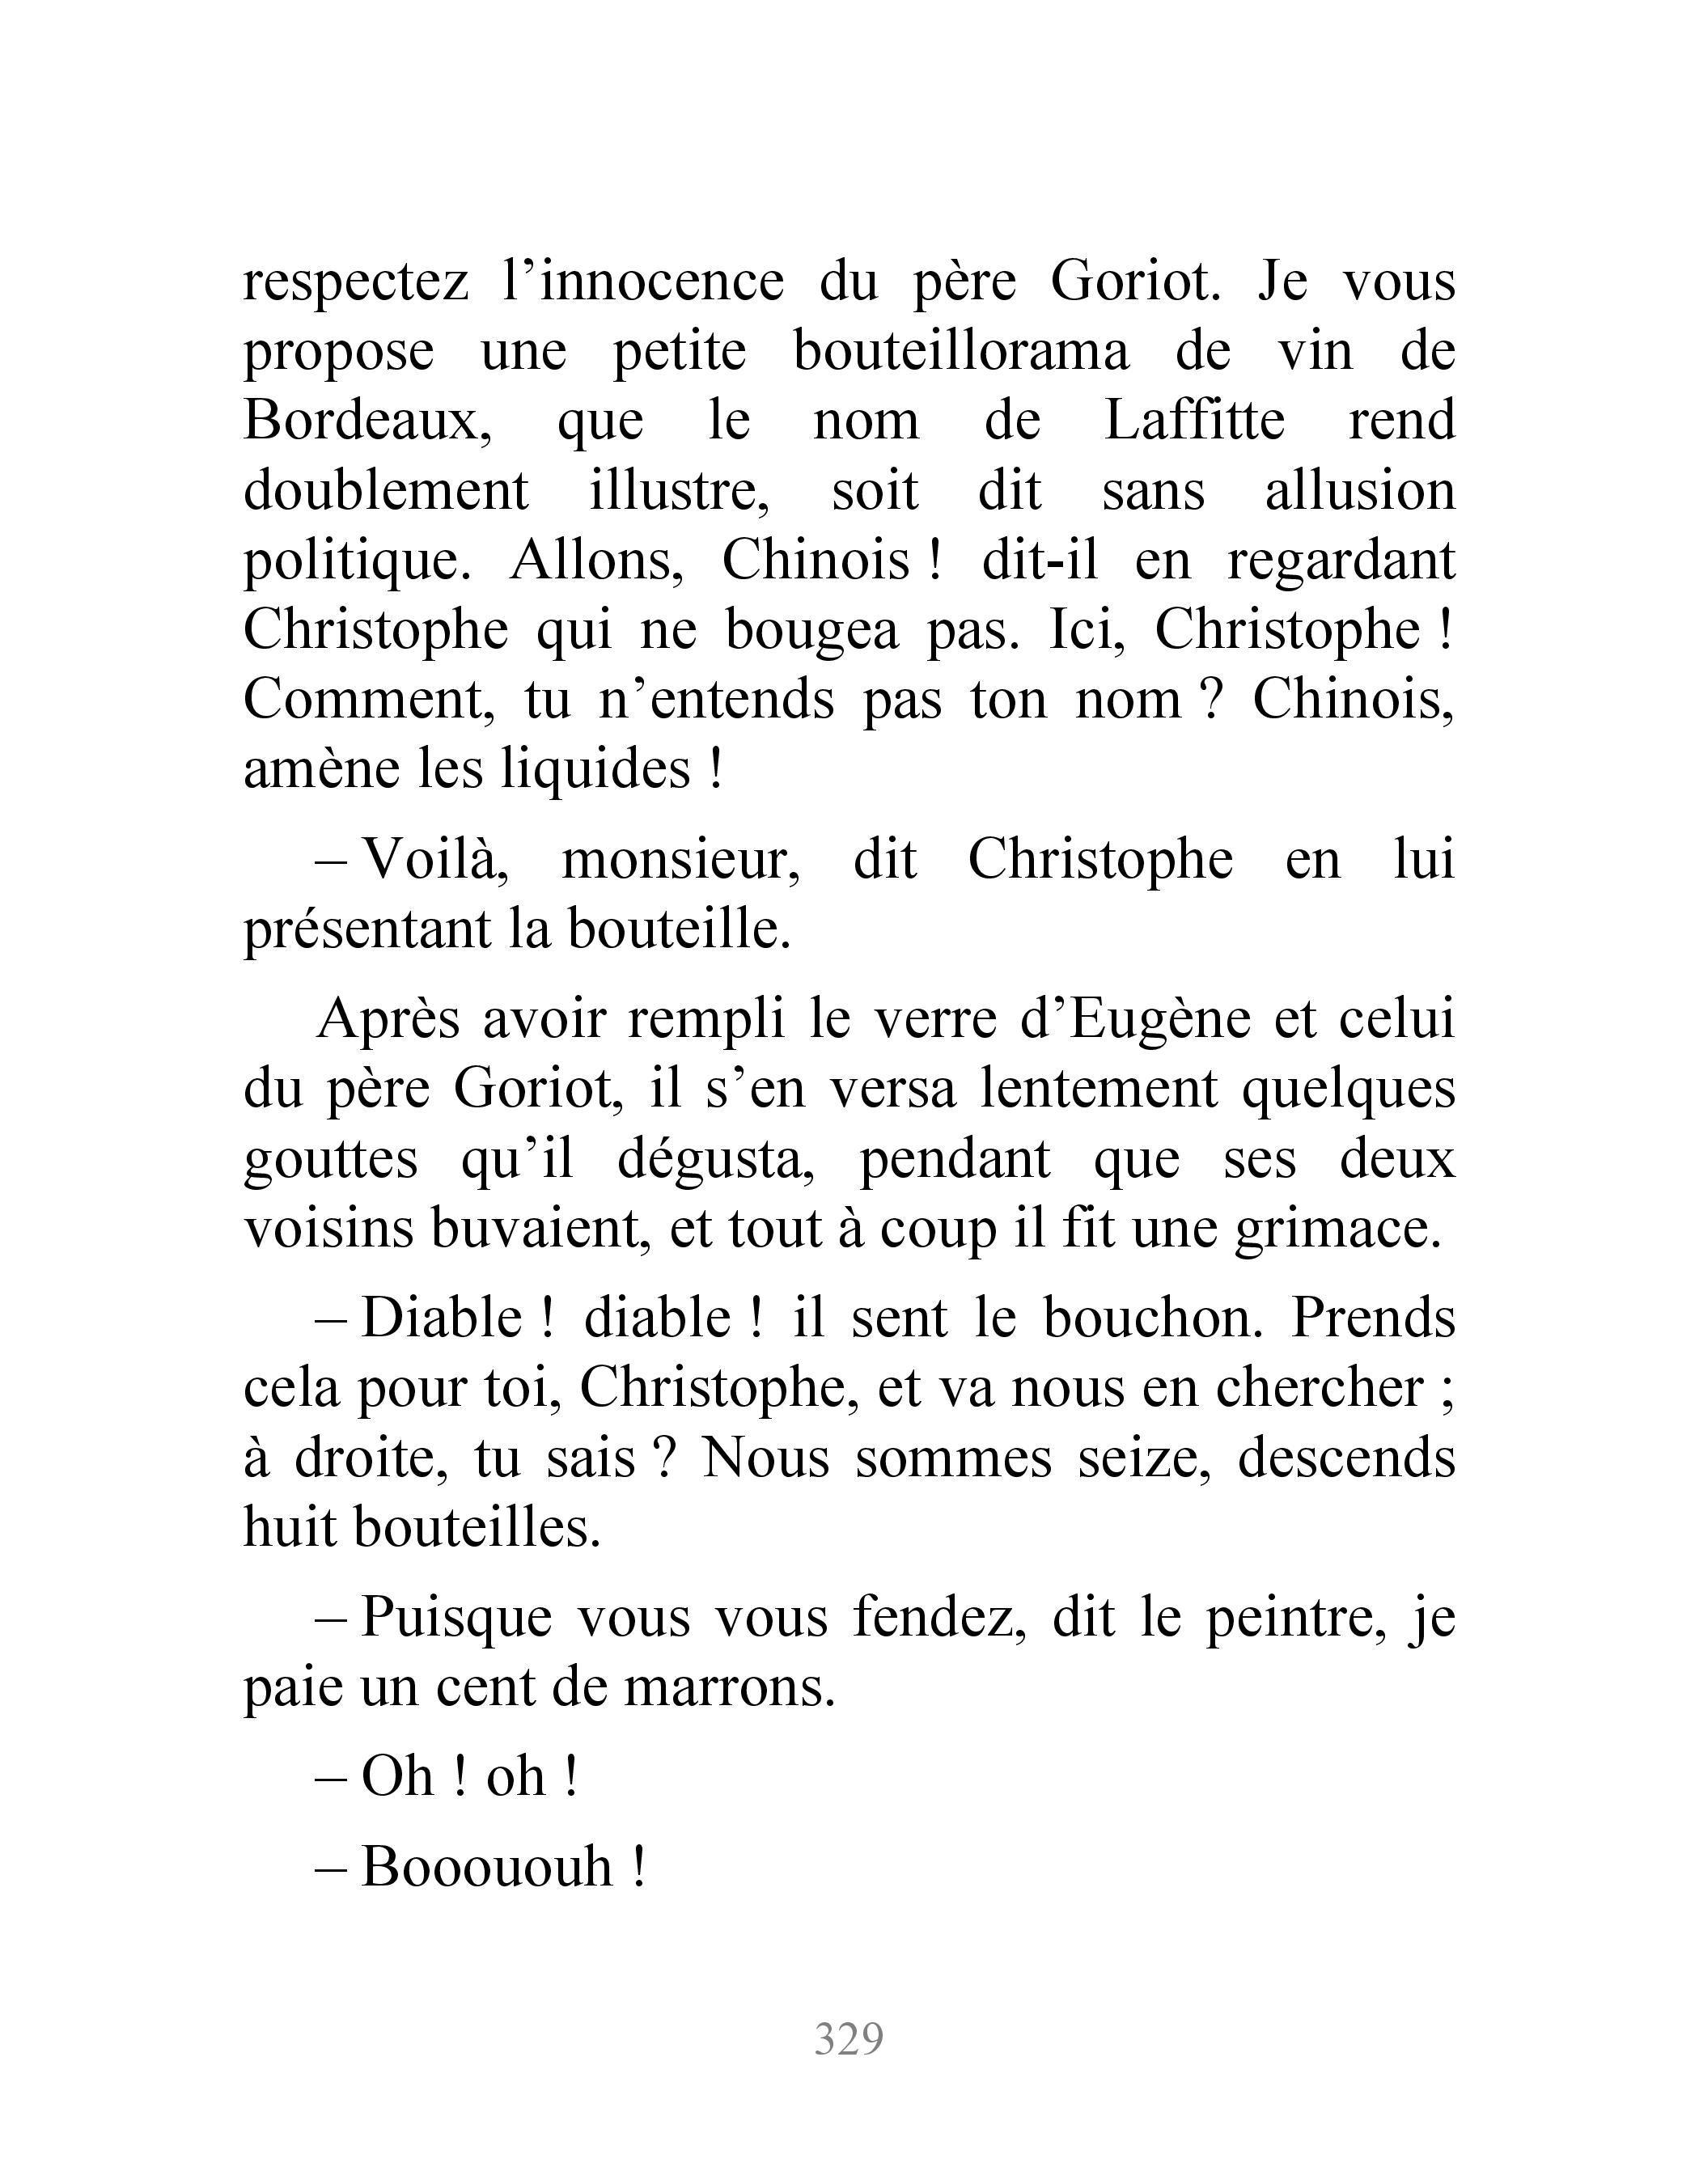 respectez l’innocence du père Goriot. Je vous
propose une petite bouteillorama de vin de
Bordeaux, que le nom de Laffitte rend
doublement illustre, soit dit sans allusion
politique. Allons, Chinois ! dit-il en regardant
Christophe qui ne bougea pas. Ici, Christophe !
Comment, tu n’entends pas ton nom ? Chinois,
amène les liquides !
– Voilà, monsieur, dit Christophe en lui
présentant la bouteille.
Après avoir rempli le verre d’Eugène et celui
du père Goriot, il s’en versa lentement quelques
gouttes qu’il dégusta, pendant que ses deux
voisins buvaient, et tout à coup il fit une grimace.
– Diable ! diable ! il sent le bouchon. Prends
cela pour toi, Christophe, et va nous en chercher ;
à droite, tu sais ? Nous sommes seize, descends
huit bouteilles.
– Puisque vous vous fendez, dit le peintre, je
paie un cent de marrons.
– Oh ! oh !
– Booououh !
329